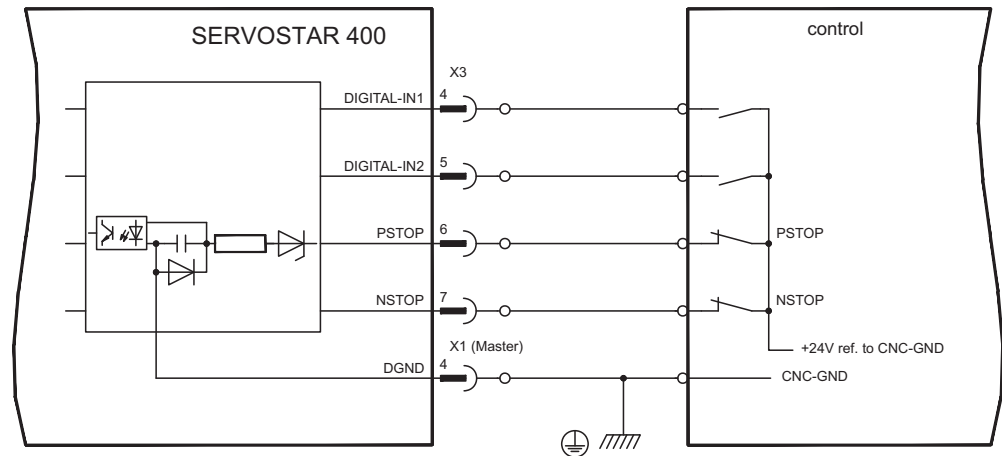 SERVOSTAR 400
control
X3
DIGITAL-IN1
4
DIGITAL-IN2
5
PSTOP
6
PSTOP
NSTOP
7
NSTOP
X1 (Master)
+24V ref. to CNC-GND
DGND
4
CNC-GND